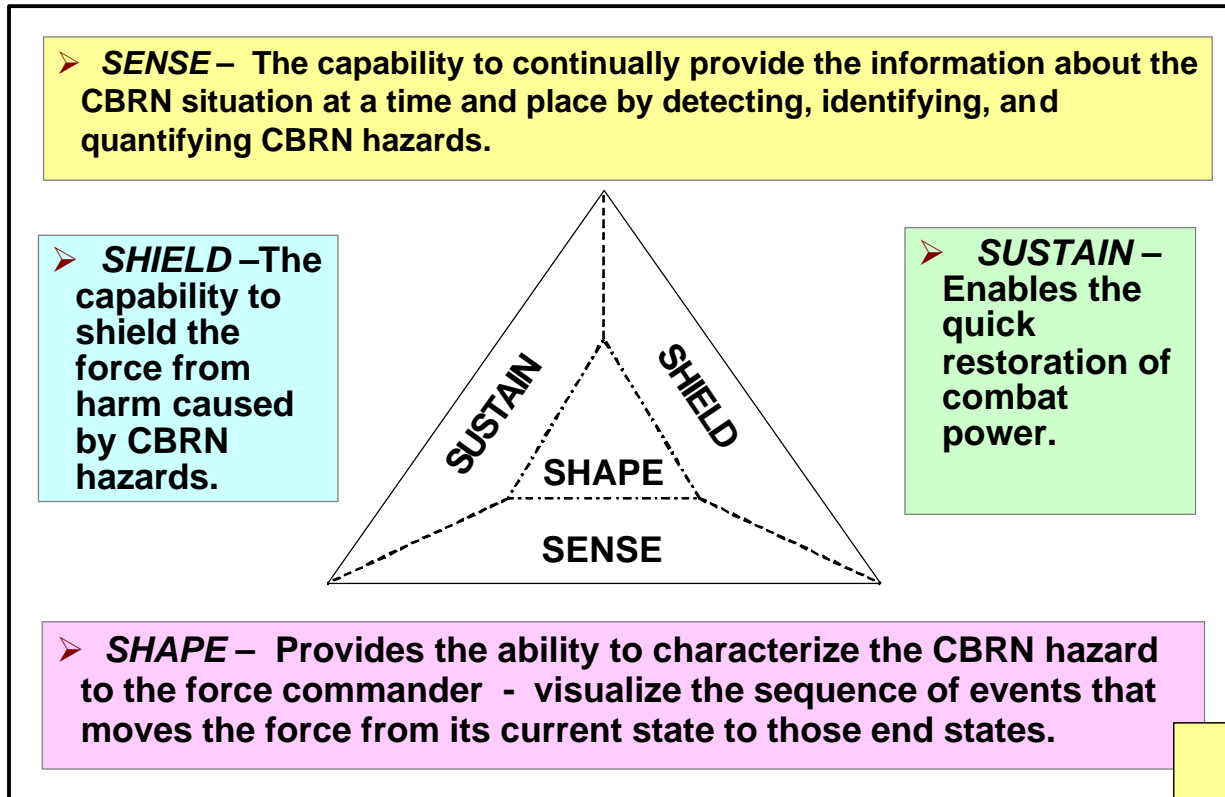 ➢ SENSE – The capability to continually provide the information about the
CBRN situation at a time and place by detecting, identifying, and
quantifying CBRN hazards.
➢ SHIELD –The
capability to
shield the
force from
harm caused
by CBRN
hazards.
SUSTAIN
SHIELD
SHAPE
SENSE
➢ SUSTAIN –
Enables the
quick
restoration of
combat
power.
➢ SHAPE – Provides the ability to characterize the CBRN hazard
to the force commander - visualize the sequence of events that
moves the force from its current state to those end states.